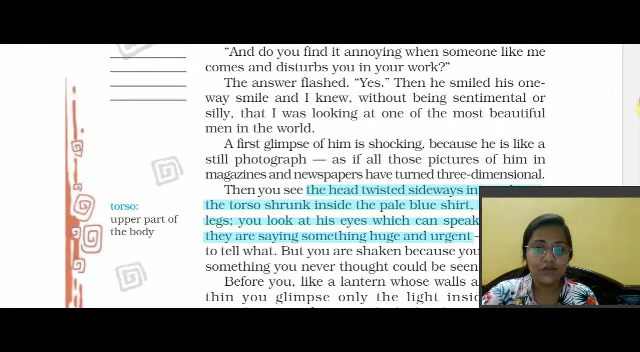 “And do you find it annoying when someone like me
comes and disturbs you in your work?”
The answer flashed. “Yes.” Then he smiled his one-
way smile and I knew, without being sentimental or
silly, that I was looking at one of the most beautiful
men in the world.
A first glimpse of him is shocking, because he is like a
still photograph — as if all those pictures of him in
magazines and newspapers have turned three-dimensional.
Then you see the head twisted sideways
the torso shrunk inside the pale blue shirt,
legs; you look at his eyes which can speak
they are saying something huge and urgent
to tell what. But you are shaken because you
something you never thought could be seen
Before you, like a lantern whose walls
thin you glimpse only the light
torso:
upper part of
the body